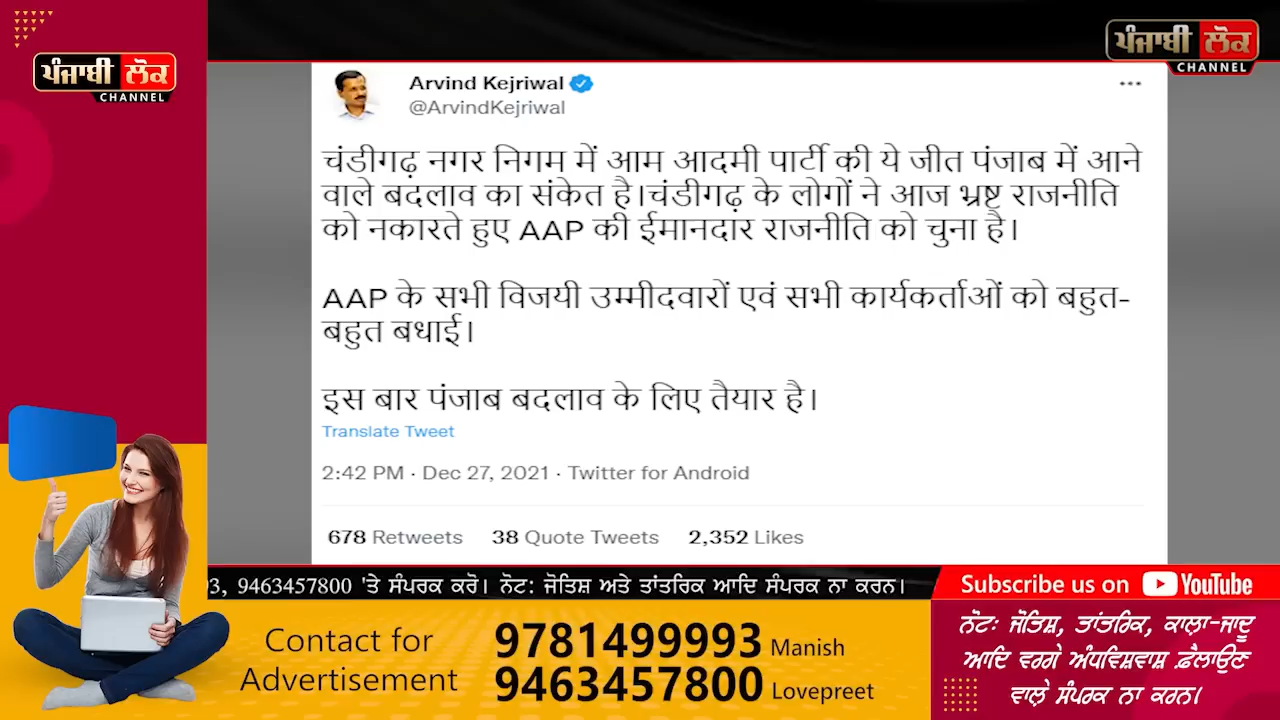 ਪੰਜਾਬੀ ਲੋਕ
CHANNEL
ਪੰਜਾਬੀ ਲੋਕ
CHANNEL
Arvind Kejriwal
@ArvindKejriwal
चंडीगढ़ नगर निगम में आम आदमी पार्टी की ये जीत पंजाब में आने
वाले बदलाव का संकेत है।चंडीगढ़ के लोगों ने आज भ्रष्ट राजनीति
को नकारते हुए AAP की ईमानदार राजनीति को चुना है।
AAP के सभी विजयी उम्मीदवारों एवं सभी कार्यकर्ताओं को बहुत-
बहुत बधाई।
इस बार पंजाब बदलाव के लिए तैयार है।
Translate Tweet
2:42 PM · Dec 27, 2021 · Twitter for Android
678 Retweets 38 Quote Tweets 2,352 Likes
93, 9463457800 'ਤੇ ਸੰਪਰਕ ਕਰੋ। ਨੋਟ: ਜੋਤਿਸ਼ ਅਤੇ ਤਾਂਤਰਿਕ ਆਦਿ ਸੰਪਰਕ ਨਾ ਕਰਨ।
Subscribe us on YouTube
Contact for
Advertisement
9781499993 Manish
9463457800 Lovepreet
ਨੋਟ: ਜੋਤਿਸ਼, ਤਾਂਤਰਿਕ, ਕਾਲ਼ਾ-ਜਾਦੂ
ਆਦਿ ਵਰਗੇ ਅੰਧਵਿਸ਼ਵਾਸ਼ ਫ਼ੈਲਾਉਣ
ਵਾਲ਼ੇ ਸੰਪਰਕ ਨਾ ਕਰਨ।